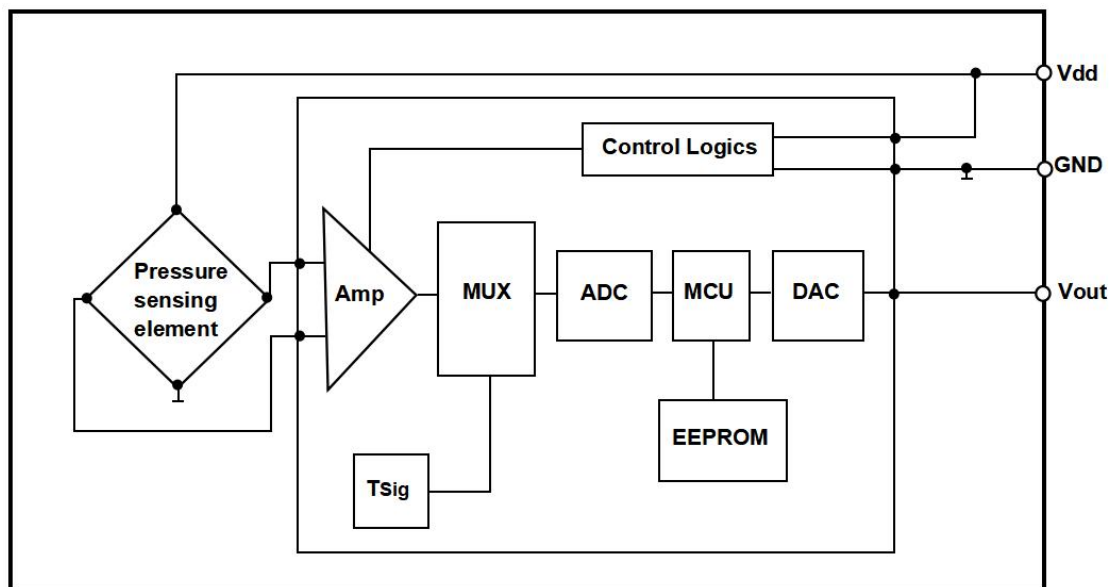 Vdd
Control Logics
GND
Pressure
sensing
element
Amp
MUX
ADC
MCU
DAC
Vout
EEPROM
Tsig